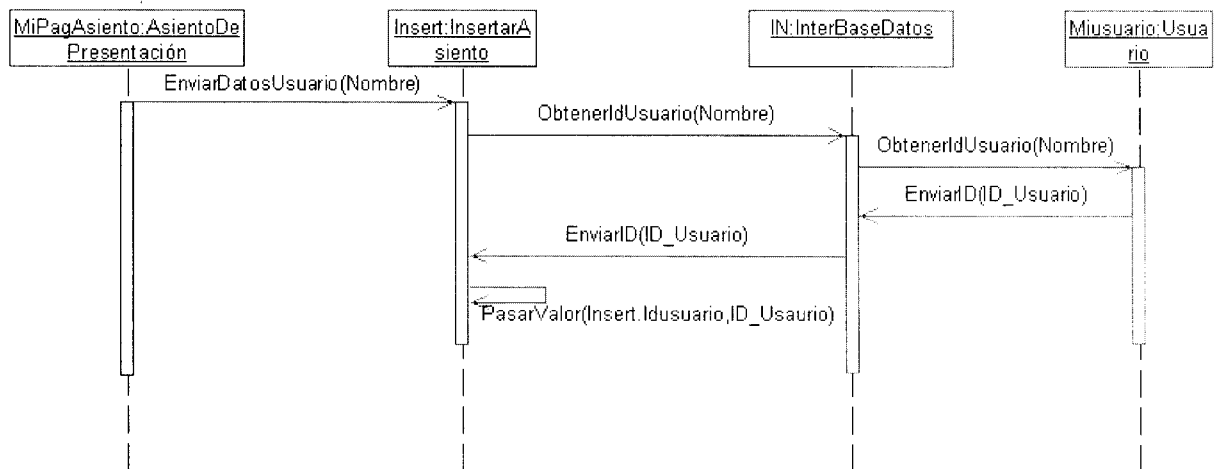 MiPagAsiento:AsientoDe
Presentación
Insert:InsertarA
siento
IN:InterBaseDatos
Miusuario:Usua
rio
EnviarDatosUsuario(Nombre)
ObtenerIdUsuario(Nombre)
ObtenerIdUsuario(Nombre)
EnviarID(ID_Usuario)
EnviarID(ID_Usuario)
PasarValor(Insert.Idusuario,ID_Usaurio)